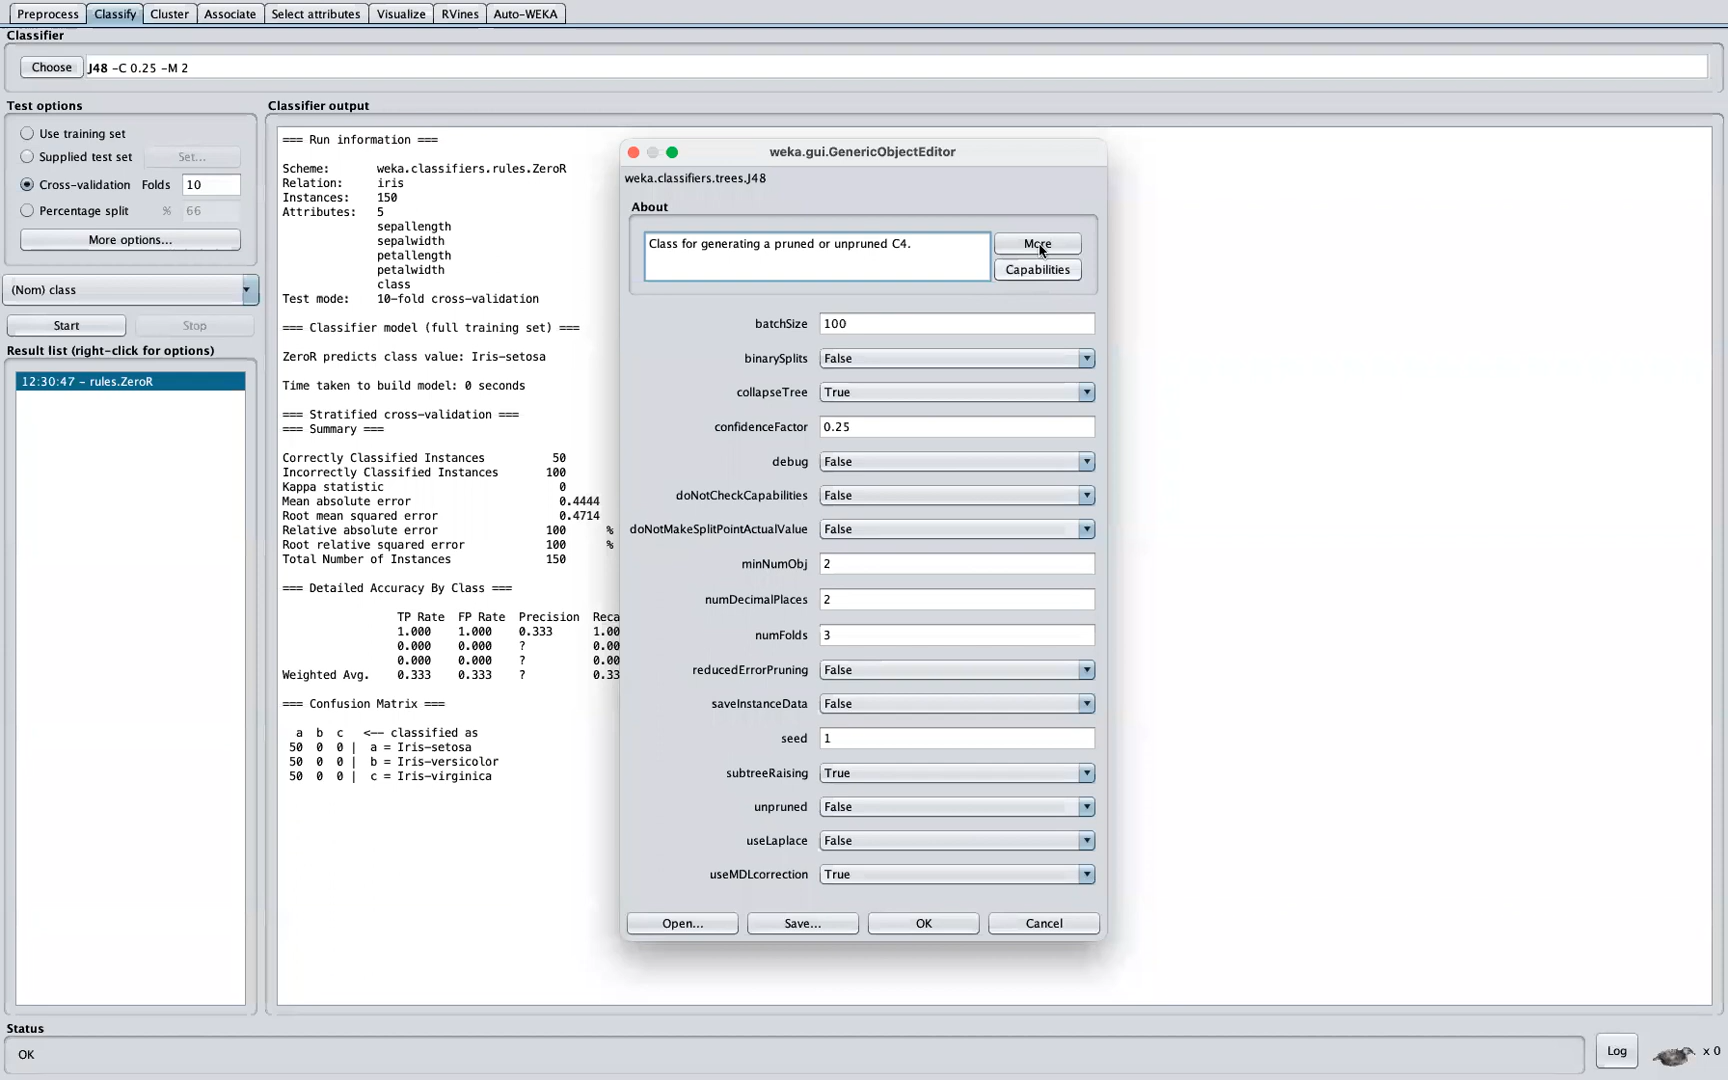 Preprocess Classify Cluster Associate Select attributes Visualize RVines Auto-WEKA
Classifier
Choose J48 -C 0.25 -M 2
Test options
Use training set
Supplied test set Set...
Cross-validation Folds 10
Percentage split % 66
More options...
(Nom) class
Start Stop
Result list (right-click for options)
12:30:47 - rules.ZeroR
Classifier output
=== Run information ===
Scheme: weka.classifiers.rules.ZeroR
Relation: iris
Instances: 150
Attributes: 5
sepallength
sepalwidth
petallength
petalwidth
class
Test mode: 10-fold cross-validation
=== Classifier model (full training set) ===
ZeroR predicts class value: Iris-setosa
Time taken to build model: 0 seconds
=== Stratified cross-validation ===
=== Summary ===
Correctly Classified Instances 50
Incorrectly Classified Instances 100
Kappa statistic 0
Mean absolute error 0.4444
Root mean squared error 0.4714
Relative absolute error 100 %
Root relative squared error 100 %
Total Number of Instances 150
=== Detailed Accuracy By Class ===
TP Rate FP Rate Precision Reca
1.000 1.000 0.333 1.00
0.000 0.000 ? 0.00
0.000 0.000 ? 0.00
Weighted Avg. 0.333 0.333 ? 0.33
=== Confusion Matrix ===
a b c <-- classified as
50 0 0 | a = Iris-setosa
50 0 0 | b = Iris-versicolor
50 0 0 | c = Iris-virginica
weka.gui.GenericObjectEditor
weka.classifiers.trees.J48
About
Class for generating a pruned or unpruned C4.
More
Capabilities
batchSize 100
binarySplits False
collapseTree True
confidenceFactor 0.25
debug False
doNotCheckCapabilities False
doNotMakeSplitPointActualValue False
minNumObj 2
numDecimalPlaces 2
numFolds 3
reducedErrorPruning False
saveInstanceData False
seed 1
subtreeRaising True
unpruned False
useLaplace False
useMDLcorrection True
Open... Save... OK Cancel
Status
OK
Log x 0